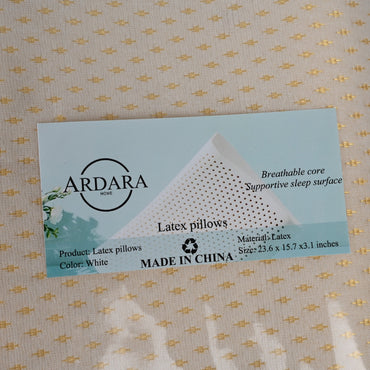 ARDARA
HOME
Breathable core
Supportive sleep surface
Latex pillows
Product: Latex pillows
Color: White
Material: Latex
Size: 23.6 x 15.7 x3.1 inches
MADE IN CHINA